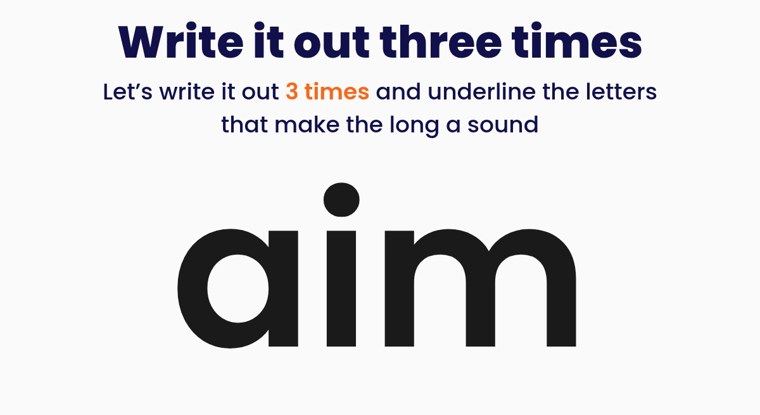 Write it out three times
Let’s write it out 3 times and underline the letters
that make the long a sound
aim